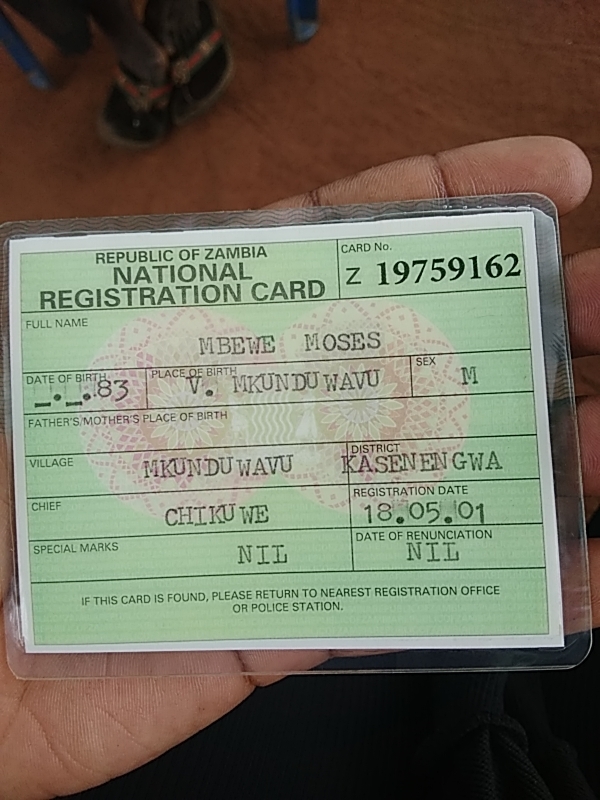 REPUBLIC OF ZAMBIA
NATIONAL
REGISTRATION CARD
CARD No.
Z 19759162
FULL NAME
MBEWE MOSES
DATE OF BIRTH
_._.83
PLACE OF BIRTH
V. MKUNDUWAVU
SEX
M
FATHER'S/MOTHER'S PLACE OF BIRTH
VILLAGE
MKUNDUWAVU
DISTRICT
KASENENGWA
CHIEF
CHIKUWE
REGISTRATION DATE
18.05.01
SPECIAL MARKS
NIL
DATE OF RENUNCIATION
NIL
IF THIS CARD IS FOUND, PLEASE RETURN TO NEAREST REGISTRATION OFFICE
OR POLICE STATION.